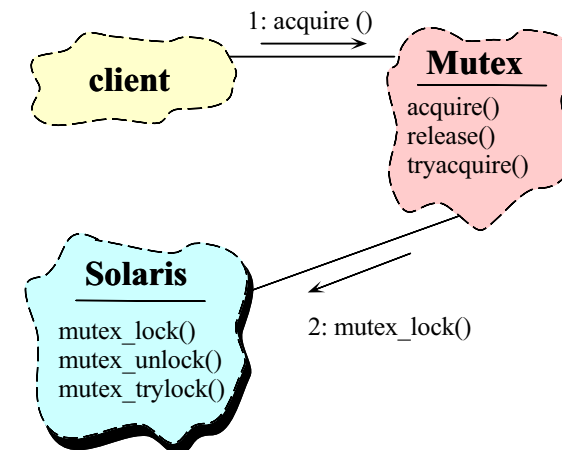 1: acquire ()
client
Mutex
acquire()
release()
tryacquire()
Solaris
mutex_lock()
mutex_unlock()
mutex_trylock()
2: mutex_lock()